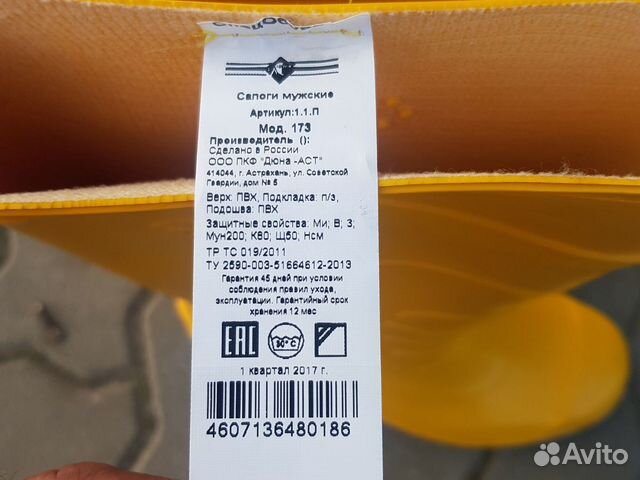 Сапоги мужские
Артикул:1.1.П
Мод. 173
Производитель ():
Сделано в России
ООО ПКФ "Дюна -АСТ"
414044, г. Астрахань, ул. Советской
Гвардии, дом № 5
Верх: ПВХ, Подкладка: п/э,
Подошва: ПВХ
Защитные свойства: Ми; В; З;
Мун200; К80; Щ50; Нсм
ТР ТС 019/2011
ТУ 2590-003-51664612-2013
Гарантия 45 дней при условии
соблюдения правил ухода,
эксплуатации. Гарантийный срок
хранения 12 мес
EAC
30°C
1 квартал 2017 г.
4607136480186
Avito